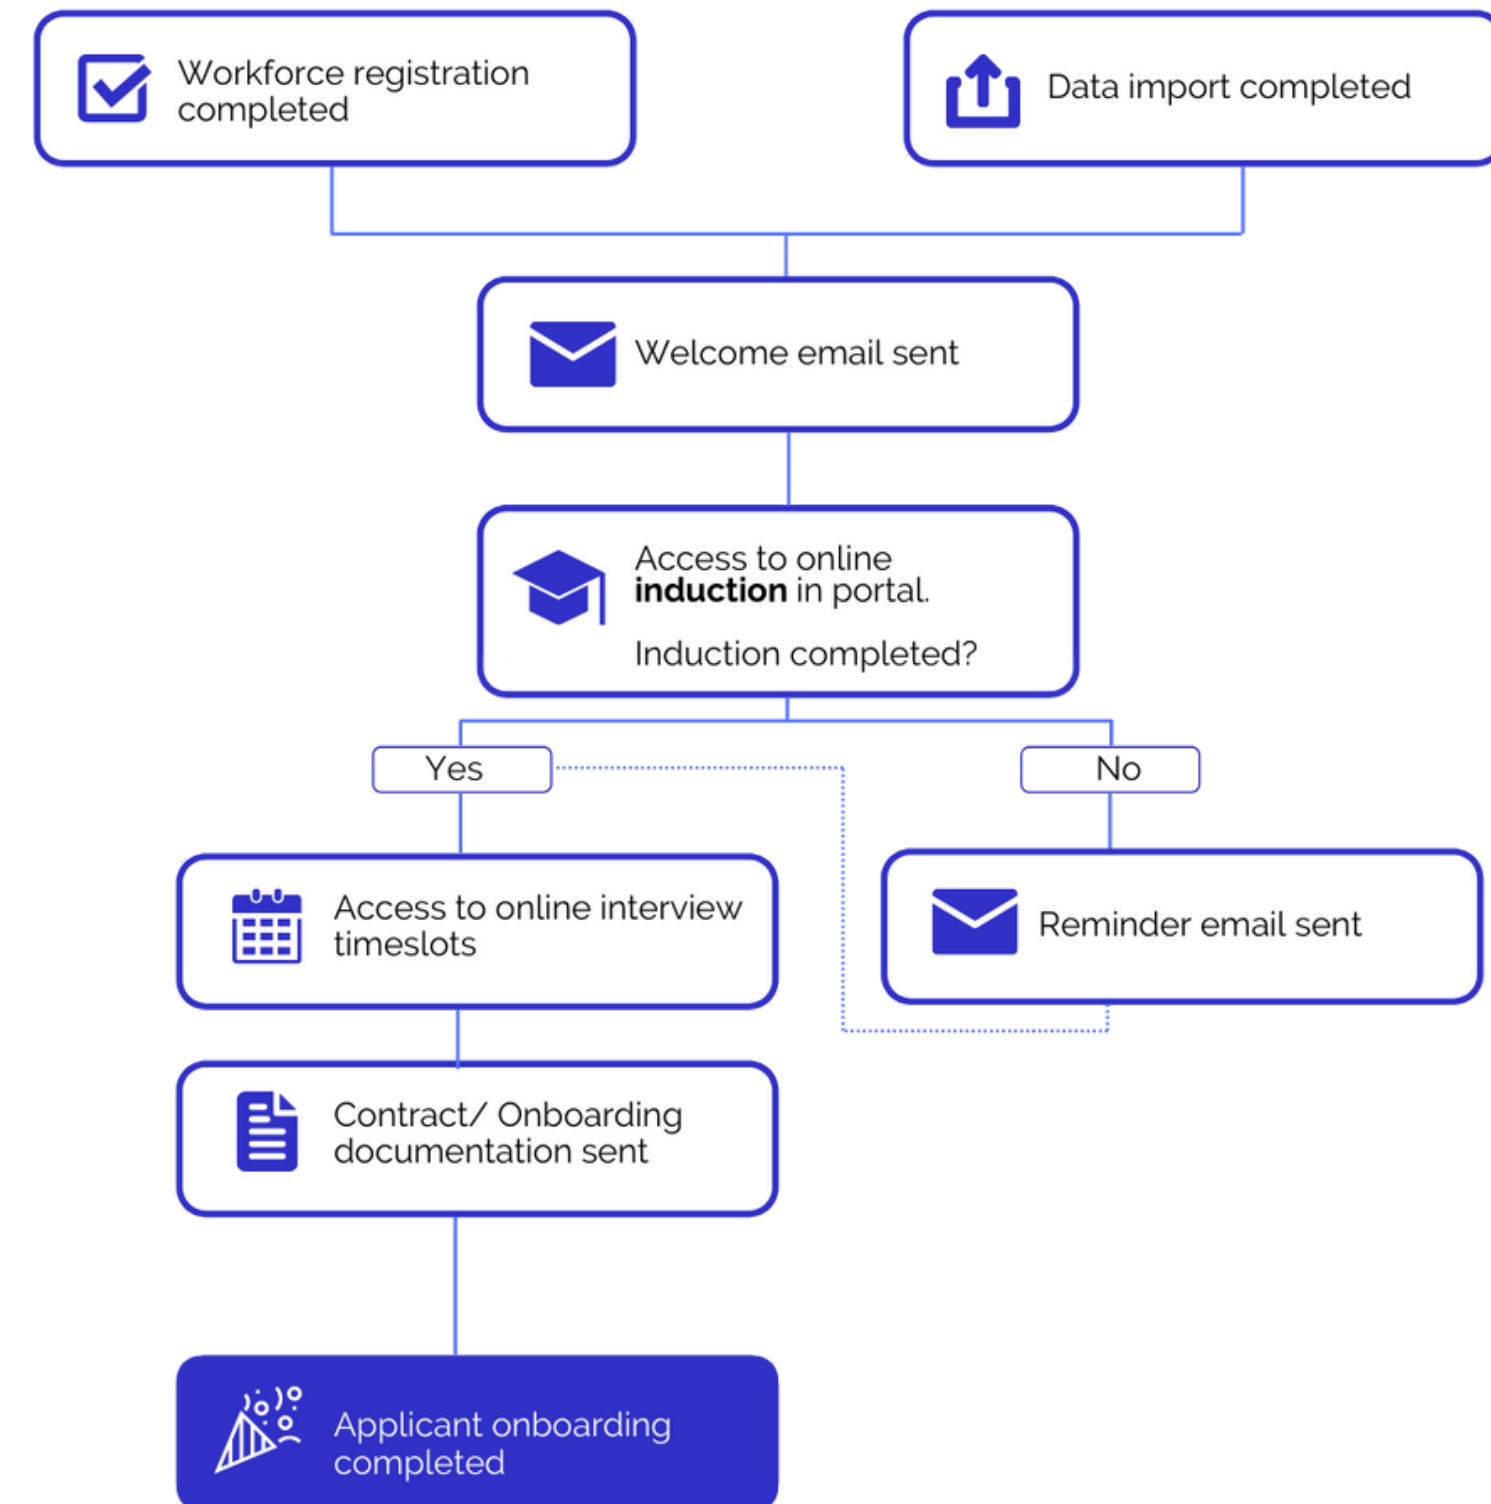 Workforce registration
completed
Data import completed
Welcome email sent
Access to online
induction in portal.
Induction completed?
Yes
No
Access to online interview
timeslots
Reminder email sent
Contract/ Onboarding
documentation sent
Applicant onboarding
completed